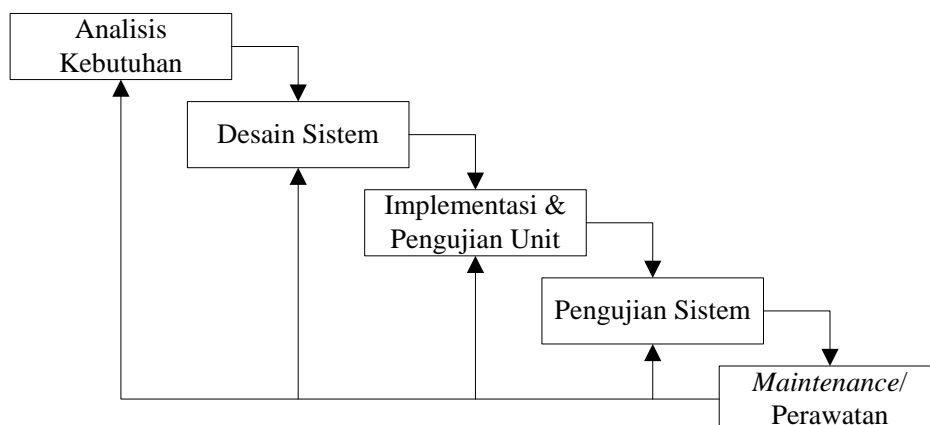 Analisis
Kebutuhan
Desain Sistem
Implementasi &
Pengujian Unit
Pengujian Sistem
Maintenance/
Perawatan